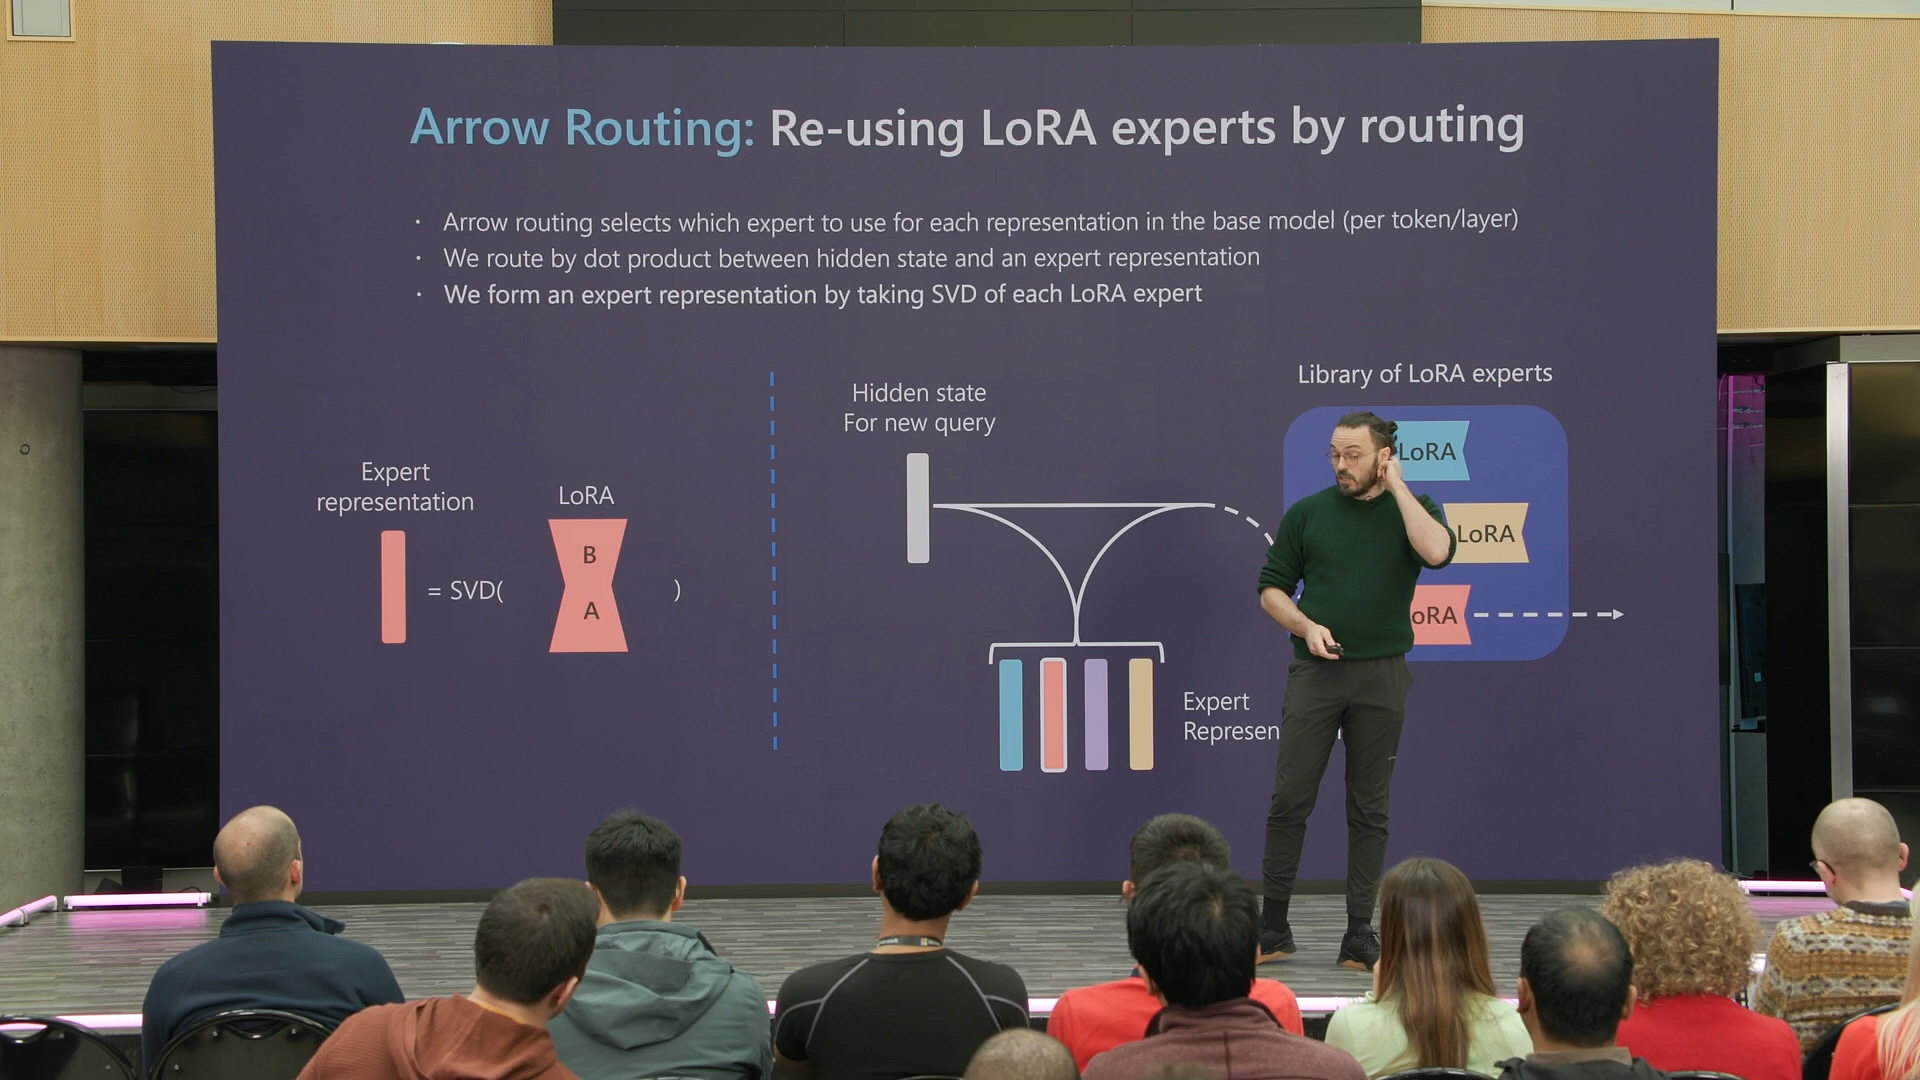 Arrow Routing: Re-using LoRA experts by routing
· Arrow routing selects which expert to use for each representation in the base model (per token/layer)
· We route by dot product between hidden state and an expert representation
· We form an expert representation by taking SVD of each LoRA expert
Expert
representation
= SVD(
LoRA
B
A
)
Hidden state
For new query
Expert
Represen
Library of LoRA experts
LoRA
LoRA
oRA